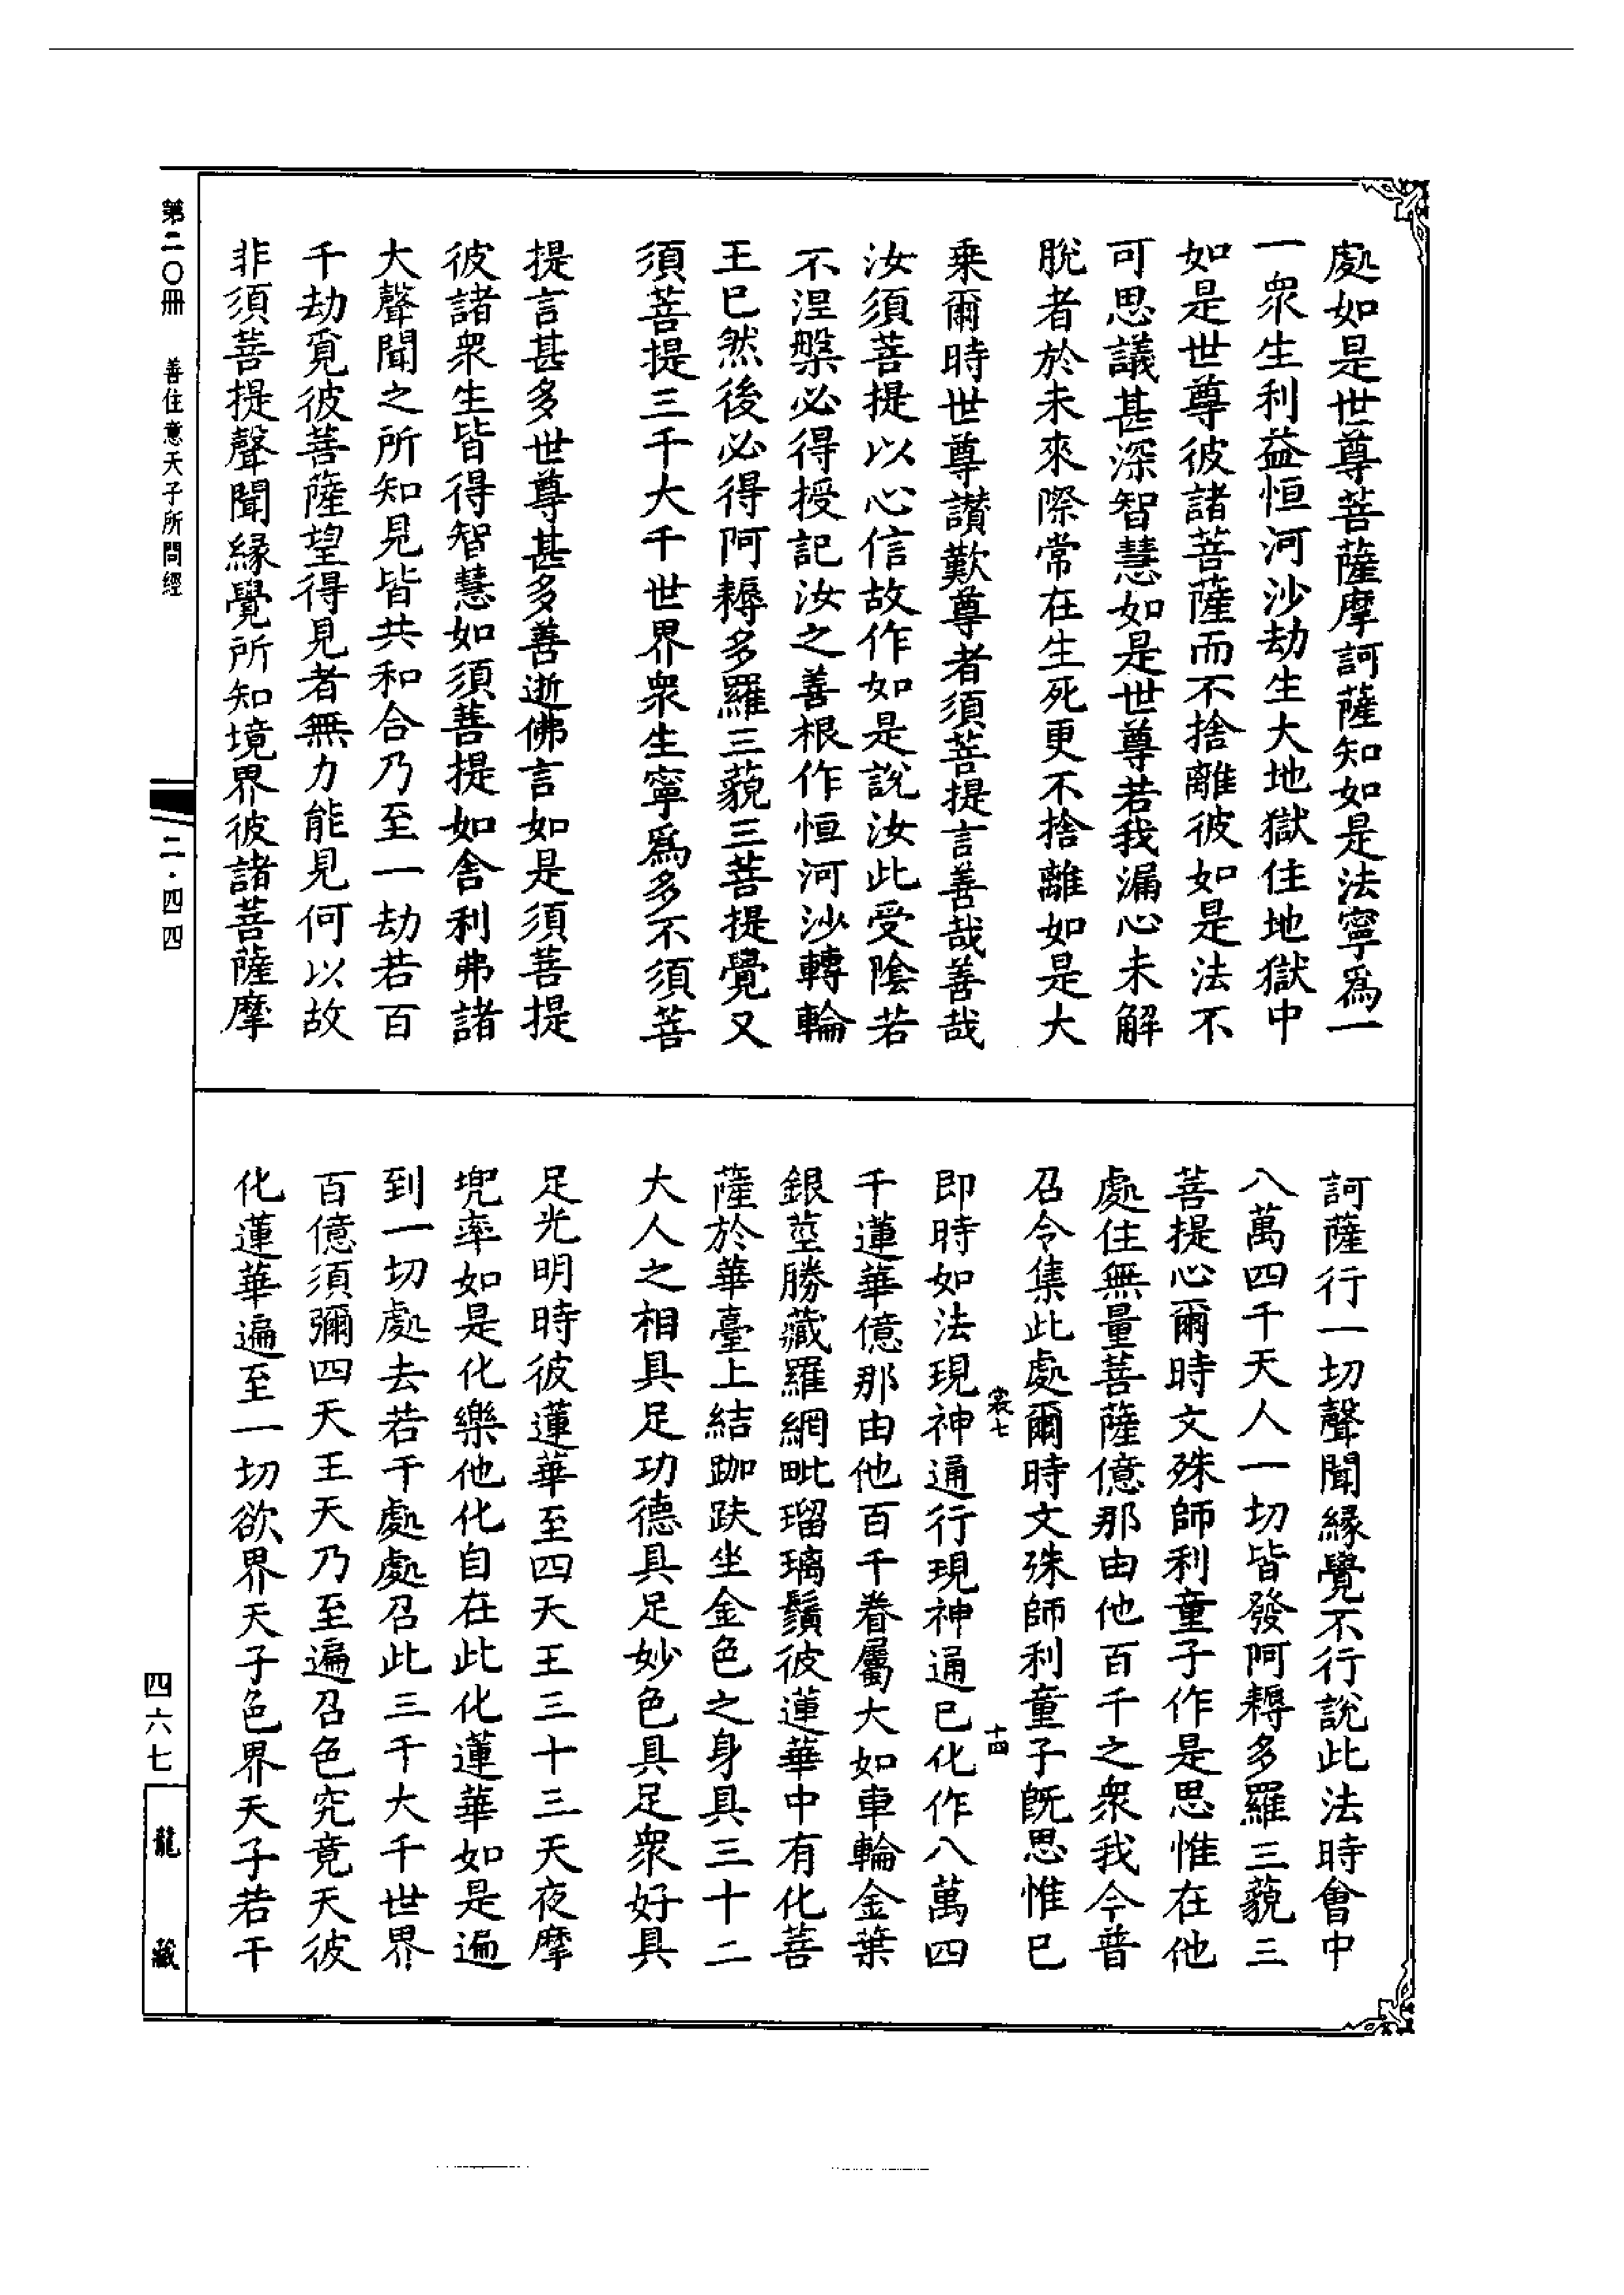 處如是世尊菩薩摩訶薩知如是法寧爲一
一衆生利益恒河沙劫生大地獄住地獄中
如是世尊彼諸菩薩而不捨離彼如是法不
可思議甚深智慧如是世尊若我漏心未解
脫者於未來際常在生死更不捨離如是大
乗爾時世尊讃歎尊者須菩提言善哉善哉
汝須菩提以心信故作如是說汝此受陰若
不涅槃必得授記汝之善根作恒河沙轉輪
王已然後必得阿耨多羅三藐三菩提覺又
須菩提三千大千世界衆生寧爲多不須菩
提言甚多世尊甚多善逝佛言如是須菩提
彼諸衆生皆得智慧如須菩提如舍利弗諸
大聲聞之所知見皆共和合乃至一劫若百
千劫覓彼菩薩望得見者無力能見何以故
非須菩提聲聞緣覺所知境界彼諸菩薩摩
訶薩行一切聲聞緣覺不行說此法時會中
八萬四千天人一切皆發阿耨多羅三藐三
菩提心爾時文殊師利童子作是思惟在他
處住無量菩薩億那由他百千之衆我今普
召令集此處爾時文殊師利童子既思惟已
裳七
十四
即時如法現神通行現神通已化作八萬四
千蓮華億那由他百千眷屬大如車輪金葉
銀莖勝藏羅網毗瑠璃鬚彼蓮華中有化菩
薩於華臺上結跏趺坐金色之身具三十二
大人之相具足功德具足妙色具足衆好具
足光明時彼蓮華至四天王三十三天夜摩
兜率如是化樂他化自在此化蓮華如是遍
到一切處去若干處處召此三千大千世界
百億須彌四天王天乃至遍召色究竟天彼
化蓮華遍至一切欲界天子色界天子若干
第二〇冊
善住意天子所問經
二·四四
四六七
龍藏